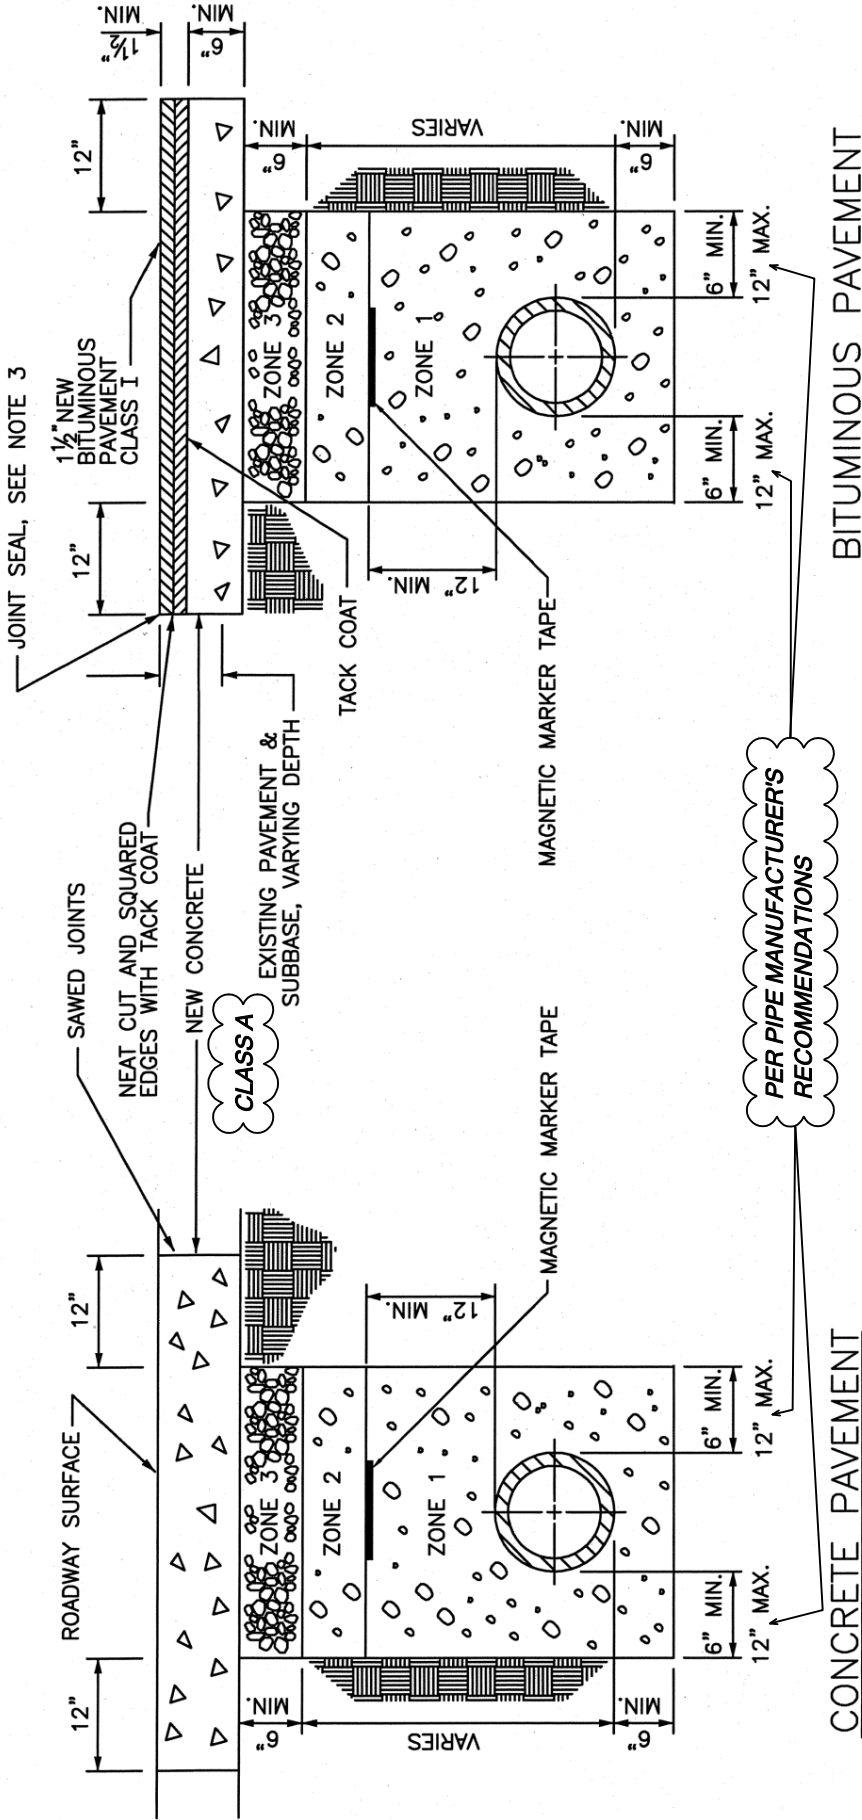 ROADWAY SURFACE
SAWED JOINTS
NEAT CUT AND SQUARED
EDGES WITH TACK COAT
NEW CONCRETE
CLASS A
EXISTING PAVEMENT &
SUBBASE, VARYING DEPTH
JOINT SEAL, SEE NOTE 3
1½" NEW
BITUMINOUS
PAVEMENT
CLASS I
TACK COAT
12"
12"
6"
MIN.
VARIES
6"
MIN.
ZONE 3
ZONE 2
ZONE 1
12" MIN.
MAGNETIC MARKER TAPE
6" MIN.
12" MAX.
6" MIN.
12" MAX.
CONCRETE PAVEMENT
PER PIPE MANUFACTURER'S
RECOMMENDATIONS
12"
12"
1½"
MIN.
6"
MIN.
6"
MIN.
VARIES
6"
MIN.
ZONE 3
ZONE 2
ZONE 1
12" MIN.
MAGNETIC MARKER TAPE
6" MIN.
12" MAX.
6" MIN.
12" MAX.
BITUMINOUS PAVEMENT